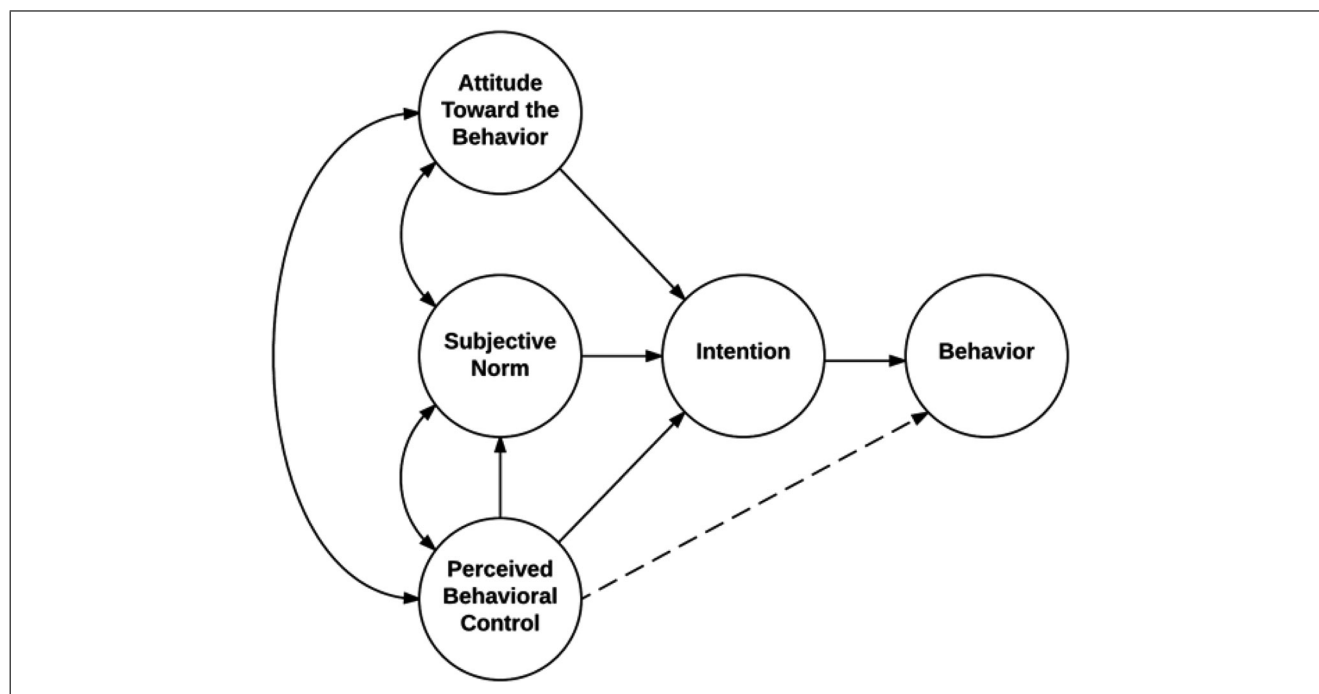 Attitude
Toward the
Behavior
Subjective
Norm
Intention
Behavior
Perceived
Behavioral
Control